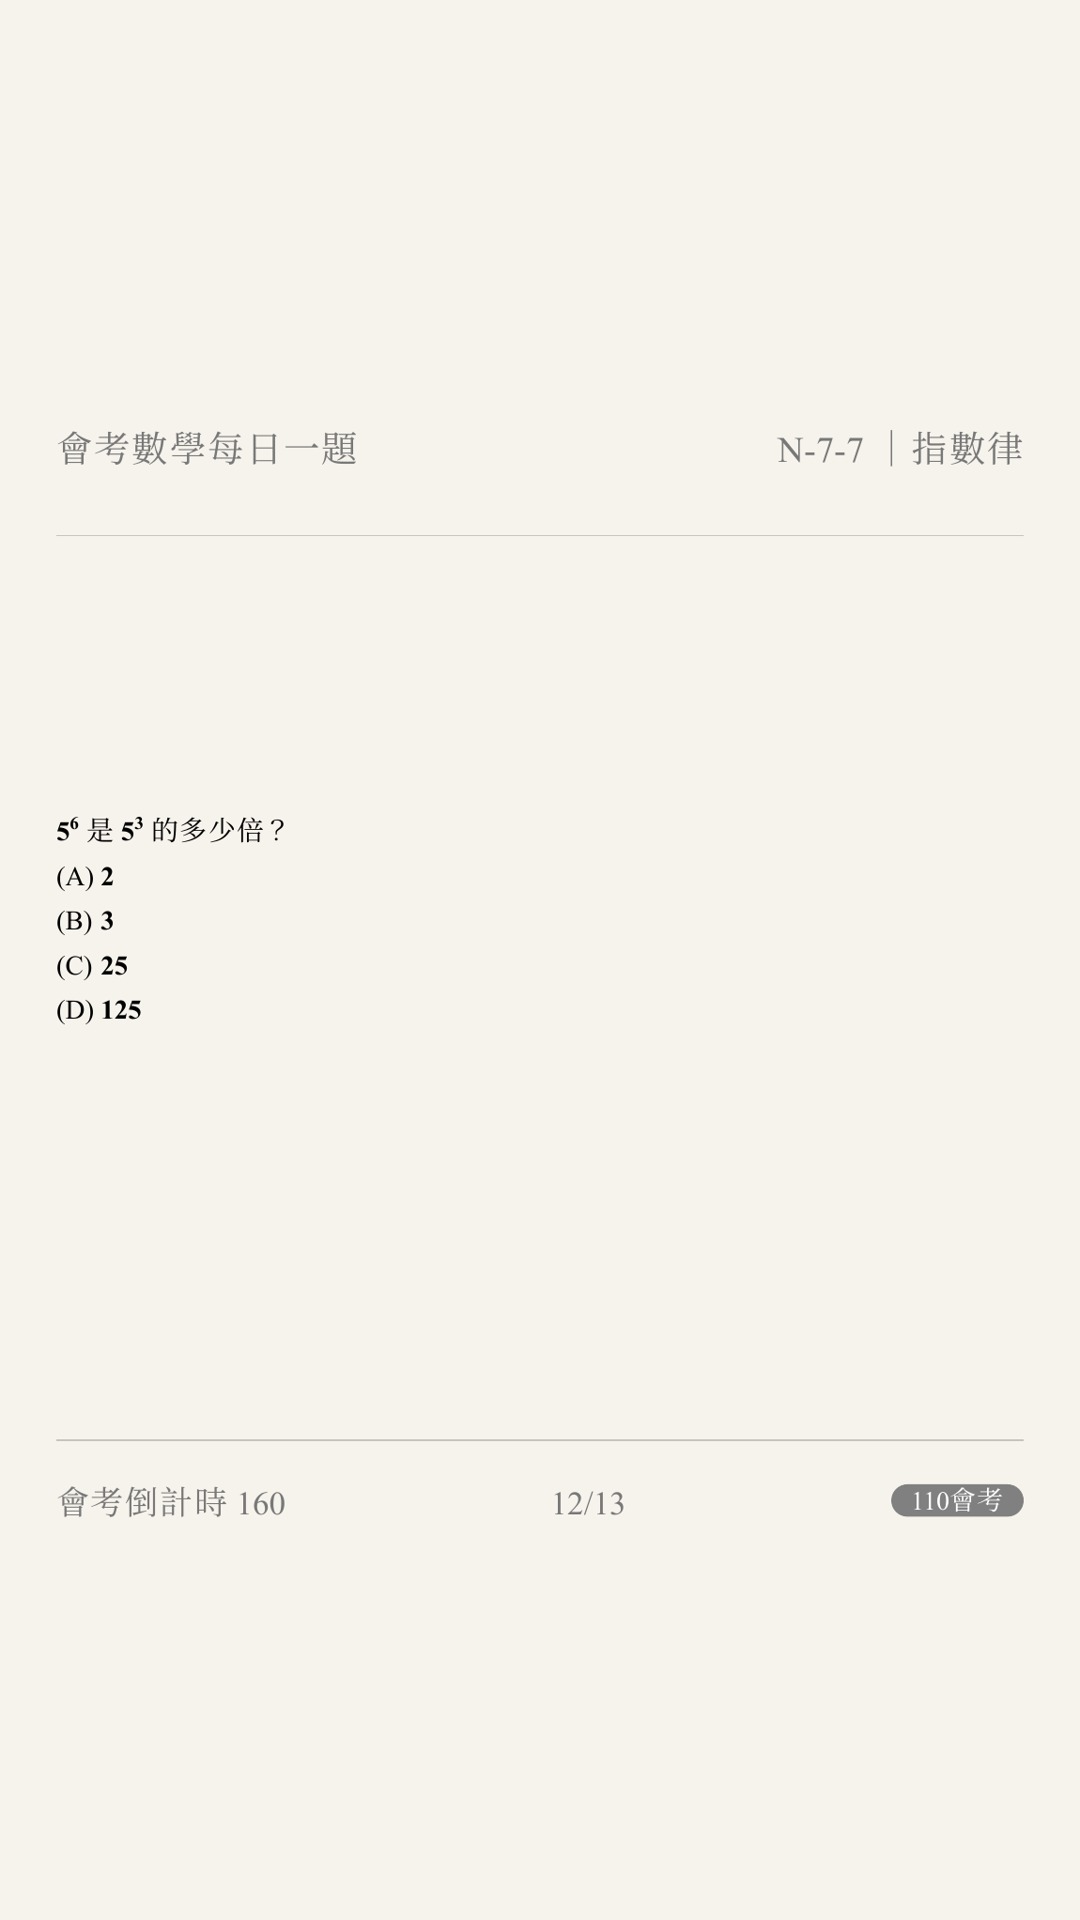 會考數學每日一題
N-7-7｜指數律
5⁶ 是 5³ 的多少倍？
(A) 2
(B) 3
(C) 25
(D) 125
會考倒計時 160
12/13
110會考